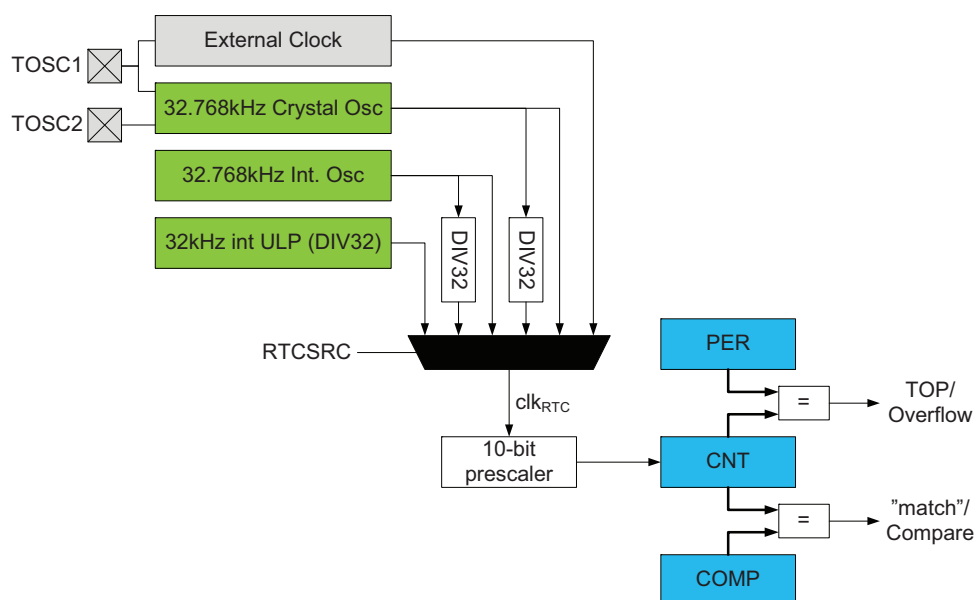 External Clock
TOSC1
32.768kHz Crystal Osc
TOSC2
32.768kHz Int. Osc
32kHz int ULP (DIV32)
DIV32
DIV32
RTCSRC
PER
clkRTC
=
TOP/
Overflow
10-bit
prescaler
CNT
=
”match”/
Compare
COMP